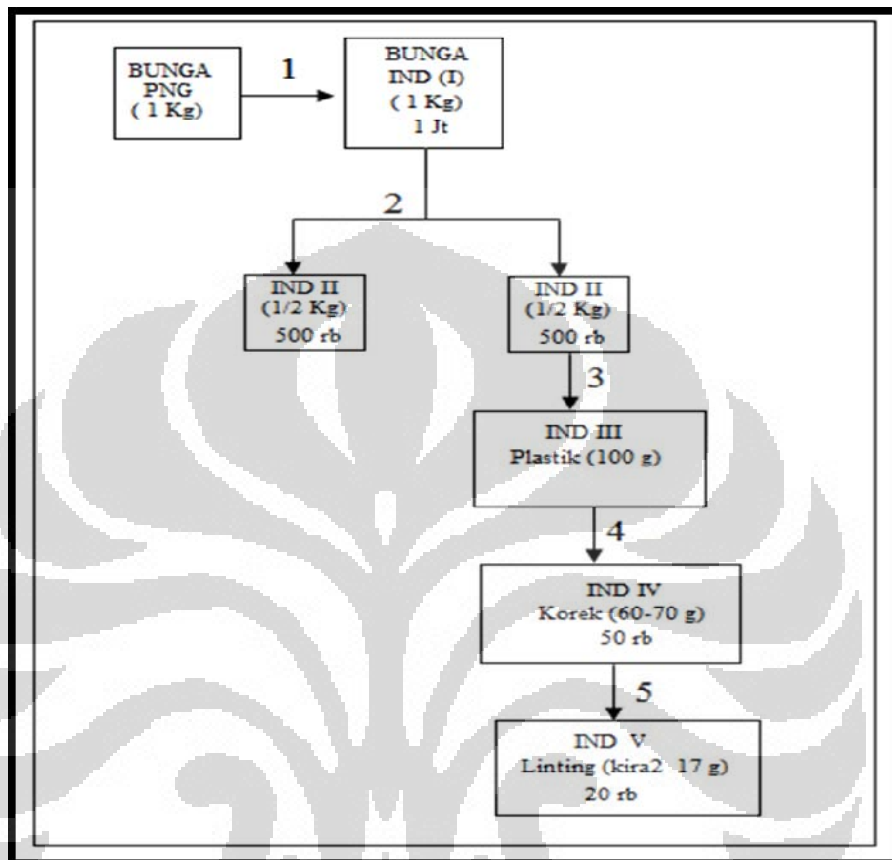 BUNGA
PNG
( 1 Kg)
1
BUNGA
IND (I)
( 1 Kg)
1 Jt
2
IND II
(1/2 Kg)
500 rb
IND II
(1/2 Kg)
500 rb
3
IND III
Plastik (100 g)
4
IND IV
Korek (60-70 g)
50 rb
5
IND V
Linting (kira2 17 g)
20 rb